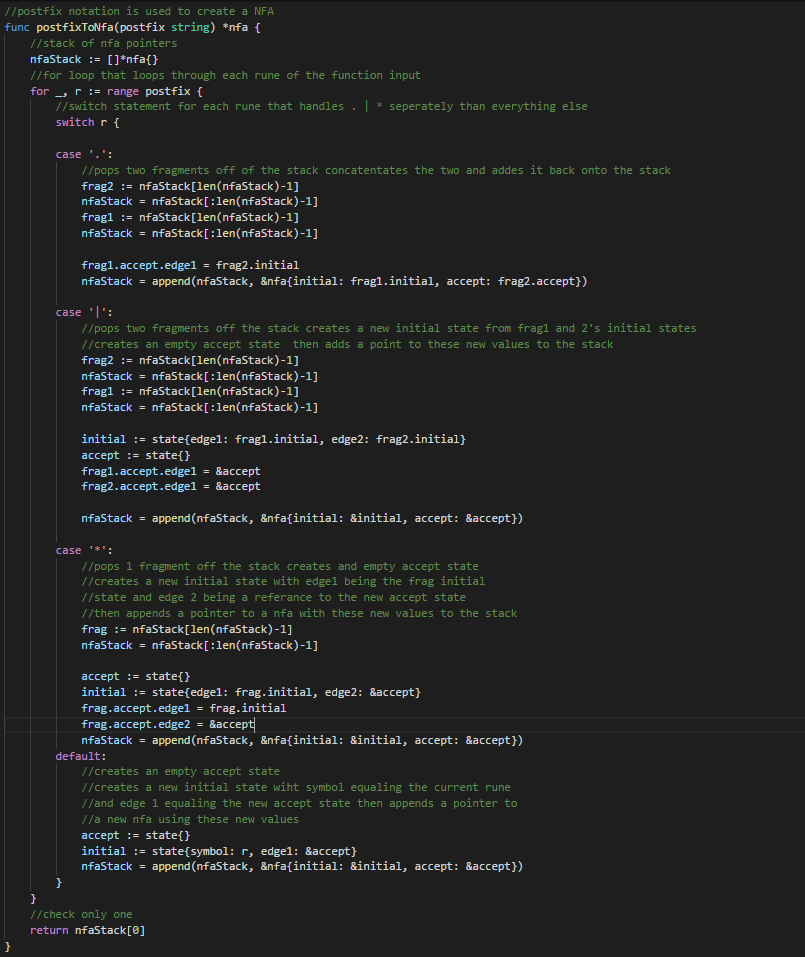 //postfix notation is used to create a NFA
func postfixToNfa(postfix string) *nfa {
//stack of nfa pointers
nfaStack := []*nfa{}
//for loop that loops through each rune of the function input
for _, r := range postfix {
//switch statement for each rune that handles . | * seperately than everything else
switch r {
case '.':
//pops two fragments off of the stack concatentates the two and addes it back onto the stack
frag2 := nfaStack[len(nfaStack)-1]
nfaStack = nfaStack[:len(nfaStack)-1]
frag1 := nfaStack[len(nfaStack)-1]
nfaStack = nfaStack[:len(nfaStack)-1]
frag1.accept.edge1 = frag2.initial
nfaStack = append(nfaStack, &nfa{initial: frag1.initial, accept: frag2.accept})
case '|':
//pops two fragments off the stack creates a new initial state from frag1 and 2's initial states
//creates an empty accept state  then adds a point to these new values to the stack
frag2 := nfaStack[len(nfaStack)-1]
nfaStack = nfaStack[:len(nfaStack)-1]
frag1 := nfaStack[len(nfaStack)-1]
nfaStack = nfaStack[:len(nfaStack)-1]
initial := state{edge1: frag1.initial, edge2: frag2.initial}
accept := state{}
frag1.accept.edge1 = &accept
frag2.accept.edge1 = &accept
nfaStack = append(nfaStack, &nfa{initial: &initial, accept: &accept})
case '*':
//pops 1 fragment off the stack creates and empty accept state
//creates a new initial state with edge1 being the frag initial
//state and edge 2 being a referance to the new accept state
//then appends a pointer to a nfa with these new values to the stack
frag := nfaStack[len(nfaStack)-1]
nfaStack = nfaStack[:len(nfaStack)-1]
accept := state{}
initial := state{edge1: frag.initial, edge2: &accept}
frag.accept.edge1 = frag.initial
frag.accept.edge2 = &accept
nfaStack = append(nfaStack, &nfa{initial: &initial, accept: &accept})
default:
//creates an empty accept state
//creates a new initial state wiht symbol equaling the current rune
//and edge 1 equaling the new accept state then appends a pointer to
//a new nfa using these new values
accept := state{}
initial := state{symbol: r, edge1: &accept}
nfaStack = append(nfaStack, &nfa{initial: &initial, accept: &accept})
}
}
//check only one
return nfaStack[0]
}